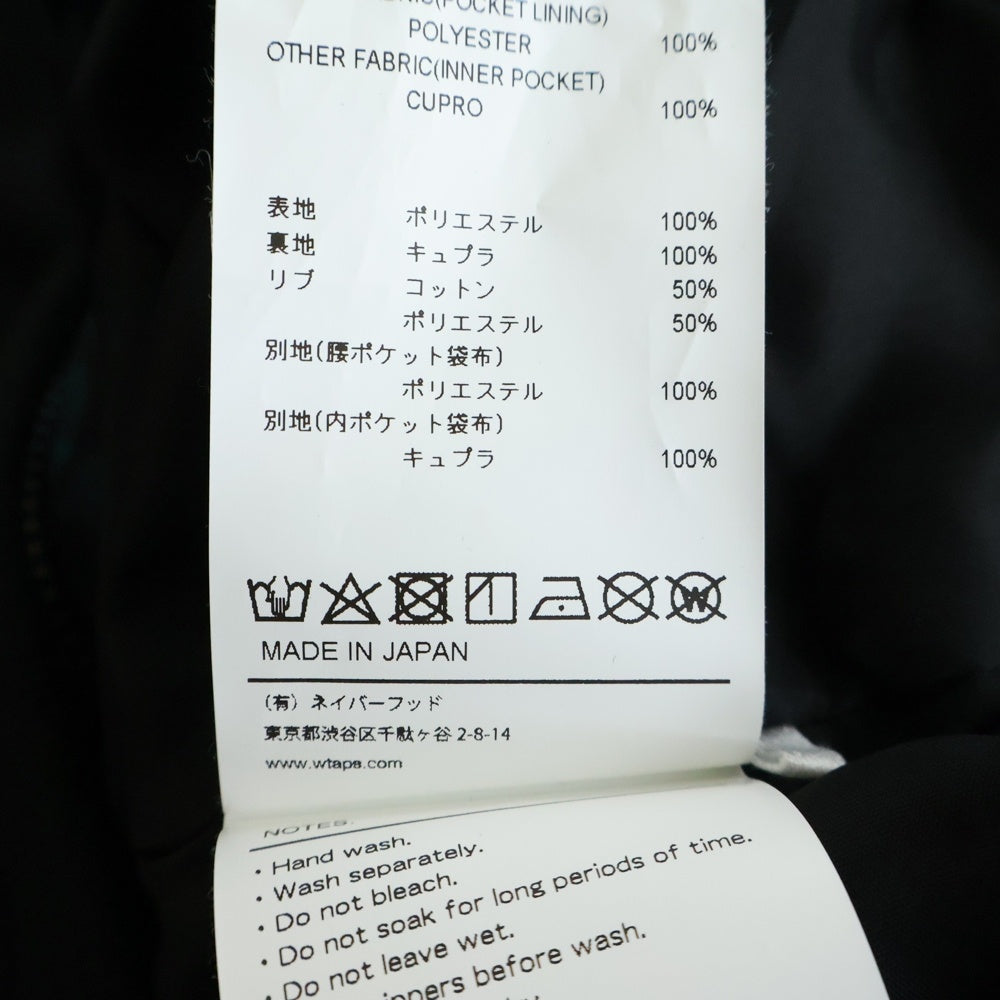 (POCKET LINING)
POLYESTER 100%
OTHER FABRIC(INNER POCKET)
CUPRO 100%
表地 ポリエステル 100%
裏地 キュプラ 100%
リブ コットン 50%
ポリエステル 50%
別地(腰ポケット袋布)
ポリエステル 100%
別地(内ポケット袋布)
キュプラ 100%
W
MADE IN JAPAN
(有) ネイバーフッド
東京都渋谷区千駄ヶ谷 2-8-14
www.wtaps.com
NOTES:
・Hand wash.
・Wash separately.
・Do not bleach.
・Do not soak for long periods of time.
・Do not leave wet.
before wash.